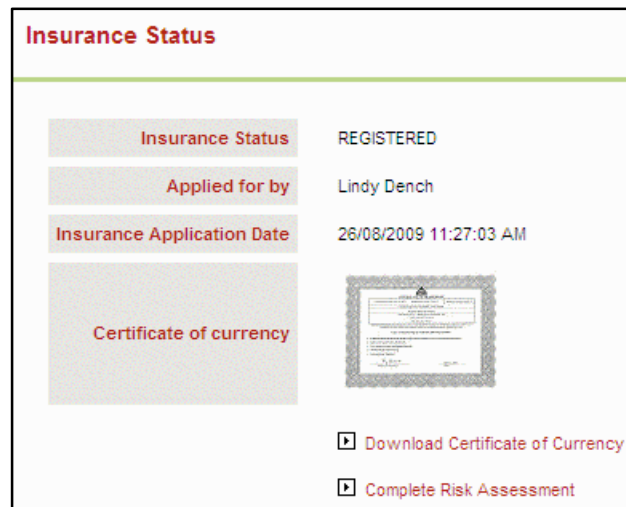 Insurance Status
Insurance Status REGISTERED
Applied for by Lindy Dench
Insurance Application Date 26/08/2009 11:27:03 AM
Certificate of currency
Download Certificate of Currency
Complete Risk Assessment